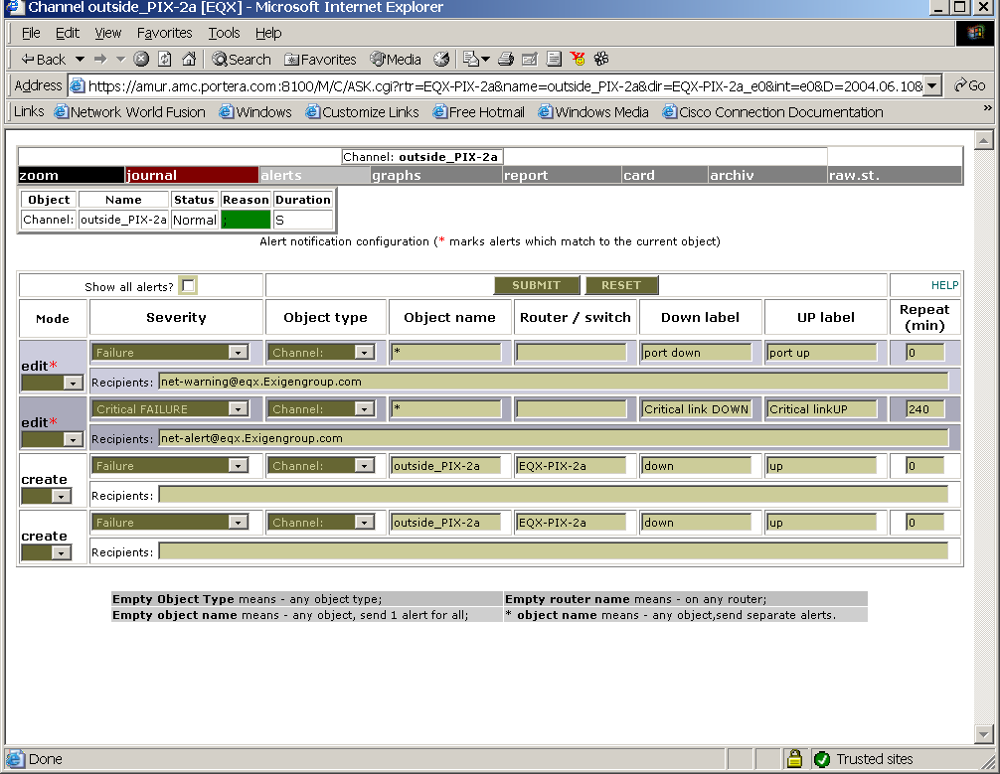 Channel outside_PIX-2a [EQX] - Microsoft Internet Explorer
File Edit View Favorites Tools Help
Back Search Favorites Media
Address https://amur.amc.portera.com:8100/M/C/ASK.cgi?rtr=EQX-PIX-2a&name=outside_PIX-2a&dir=EQX-PIX-2a_e0&int=e0&D=2004.06.10& Go
Links Network World Fusion Windows Customize Links Free Hotmail Windows Media Cisco Connection Documentation »
Channel: outside_PIX-2a
zoom journal alerts graphs report card archiv raw.st.
Object Name Status Reason Duration
Channel: outside_PIX-2a Normal ; S
Alert notification configuration (* marks alerts which match to the current object)
Show all alerts? SUBMIT RESET HELP
Mode Severity Object type Object name Router / switch Down label UP label Repeat (min)
edit* Failure Channel: * port down port up 0
Recipients: net-warning@eqx.Exigengroup.com
edit* Critical FAILURE Channel: * Critical link DOWN Critical linkUP 240
Recipients: net-alert@eqx.Exigengroup.com
create Failure Channel: outside_PIX-2a EQX-PIX-2a down up 0
Recipients:
create Failure Channel: outside_PIX-2a EQX-PIX-2a down up 0
Recipients:
Empty Object Type means - any object type; Empty router name means - on any router;
Empty object name means - any object, send 1 alert for all; * object name means - any object,send separate alerts.
Done Trusted sites